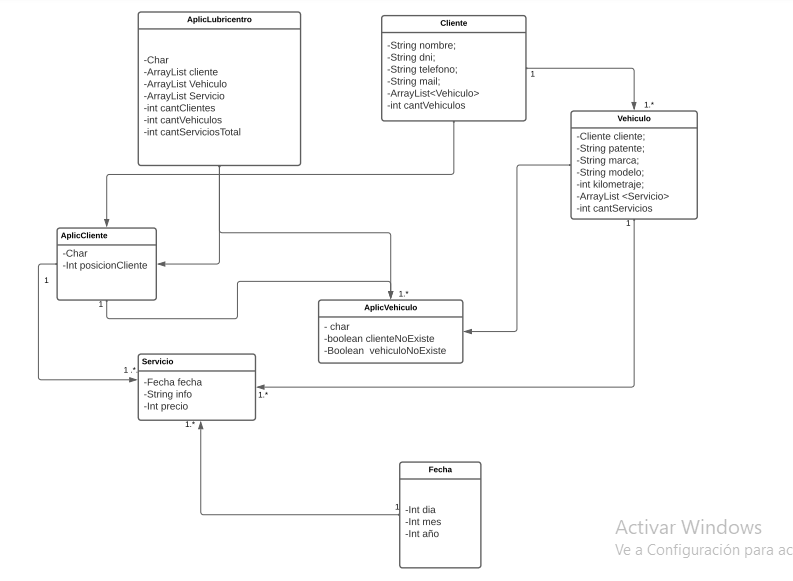 AplicLubricentro
-Char
-ArrayList cliente
-ArrayList Vehiculo
-ArrayList Servicio
-int cantClientes
-int cantVehiculos
-int cantServiciosTotal
Cliente
-String nombre;
-String dni;
-String telefono;
-String mail;
-ArrayList<Vehiculo>
-int cantVehiculos
1
1.*
Vehiculo
-Cliente cliente;
-String patente;
-String marca;
-String modelo;
-int kilometraje;
-ArrayList <Servicio>
-int cantServicios
1
AplicCliente
-Char
-Int posicionCliente
1
1
1.*
AplicVehiculo
- char
-boolean clienteNoExiste
-Boolean vehiculoNoExiste
1 .*.
Servicio
-Fecha fecha
-String info
-Int precio
1.*
1.*
Fecha
1
-Int dia
-Int mes
-Int año
Activar Windows
Ve a Configuración para ac